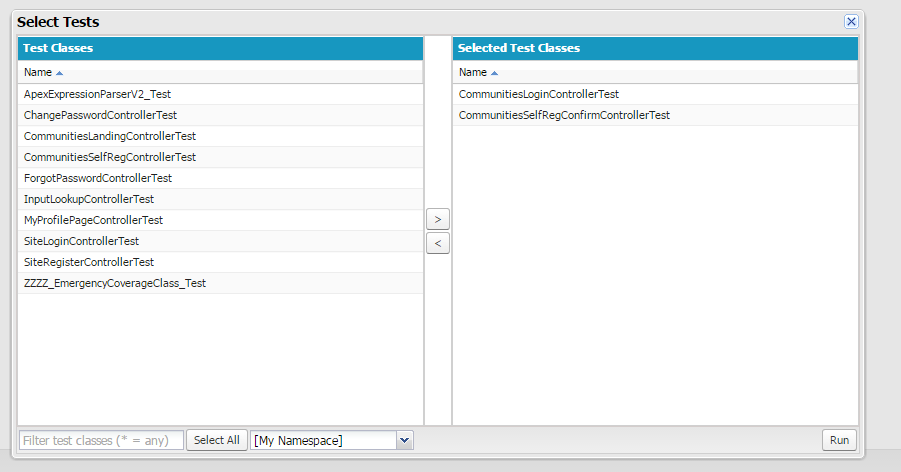 Select Tests
Test Classes
Name
ApexExpressionParserV2_Test
ChangePasswordControllerTest
CommunitiesLandingControllerTest
CommunitiesSelfRegControllerTest
ForgotPasswordControllerTest
InputLookupControllerTest
MyProfilePageControllerTest
SiteLoginControllerTest
SiteRegisterControllerTest
ZZZZ_EmergencyCoverageClass_Test
>
<
Selected Test Classes
Name
CommunitiesLoginControllerTest
CommunitiesSelfRegConfirmControllerTest
Filter test classes (* = any) Select All [My Namespace] Run